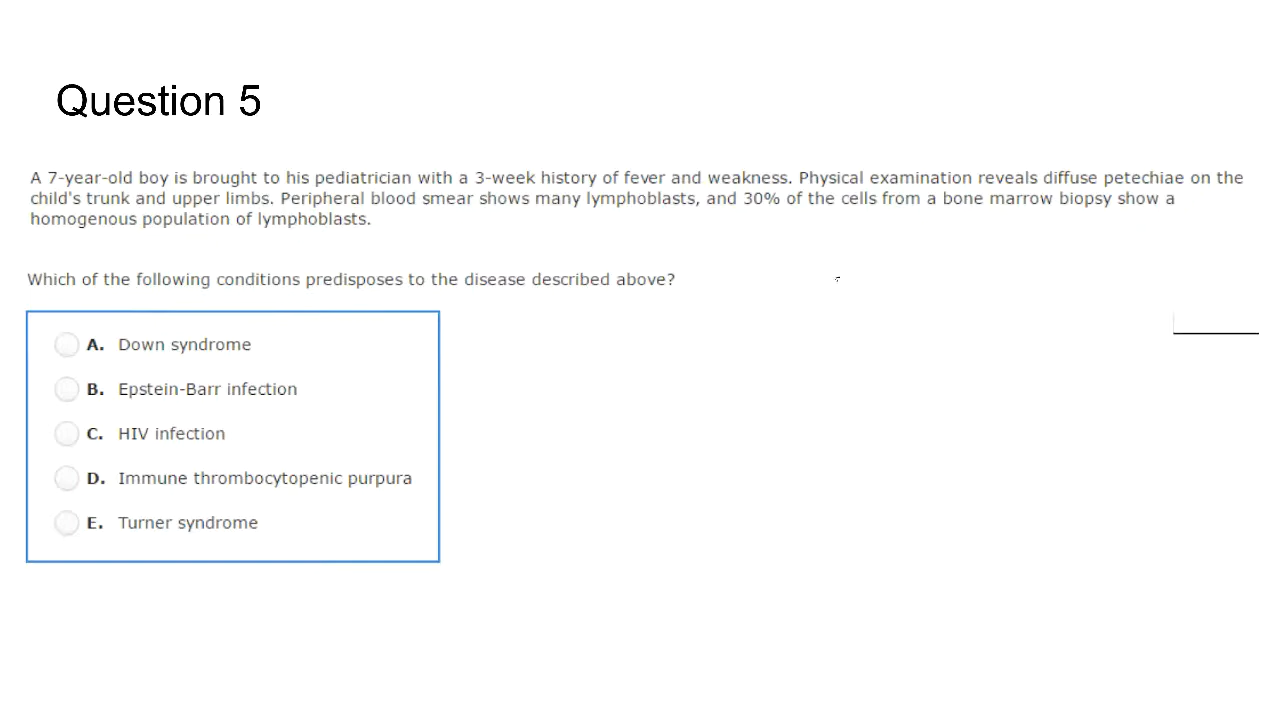 Question 5
A 7-year-old boy is brought to his pediatrician with a 3-week history of fever and weakness. Physical examination reveals diffuse petechiae on the
child's trunk and upper limbs. Peripheral blood smear shows many lymphoblasts, and 30% of the cells from a bone marrow biopsy show a
homogenous population of lymphoblasts.
Which of the following conditions predisposes to the disease described above?
A. Down syndrome
B. Epstein-Barr infection
C. HIV infection
D. Immune thrombocytopenic purpura
E. Turner syndrome